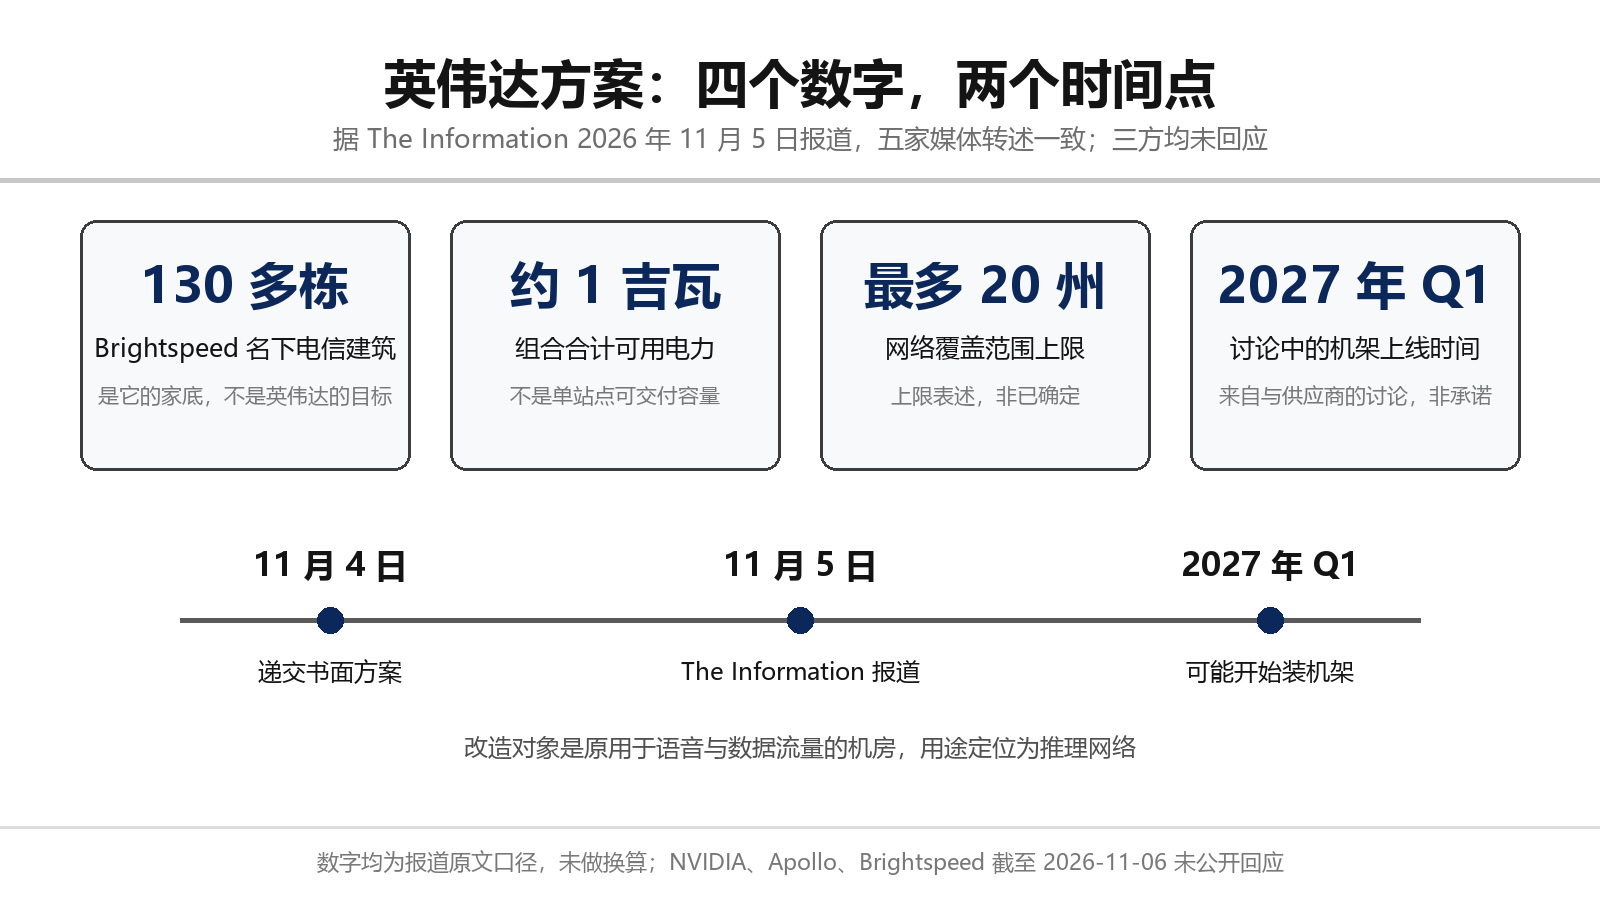 英伟达方案：四个数字，两个时间点
据 The Information 2026 年 11 月 5 日报道，五家媒体转述一致；三方均未回应
130 多栋
Brightspeed 名下电信建筑
是它的家底，不是英伟达的目标
约 1 吉瓦
组合合计可用电力
不是单站点可交付容量
最多 20 州
网络覆盖范围上限
上限表述，非已确定
2027 年 Q1
讨论中的机架上线时间
来自与供应商的讨论，非承诺
11 月 4 日
递交书面方案
11 月 5 日
The Information 报道
2027 年 Q1
可能开始装机架
改造对象是原用于语音与数据流量的机房，用途定位为推理网络
数字均为报道原文口径，未做换算；NVIDIA、Apollo、Brightspeed 截至 2026-11-06 未公开回应